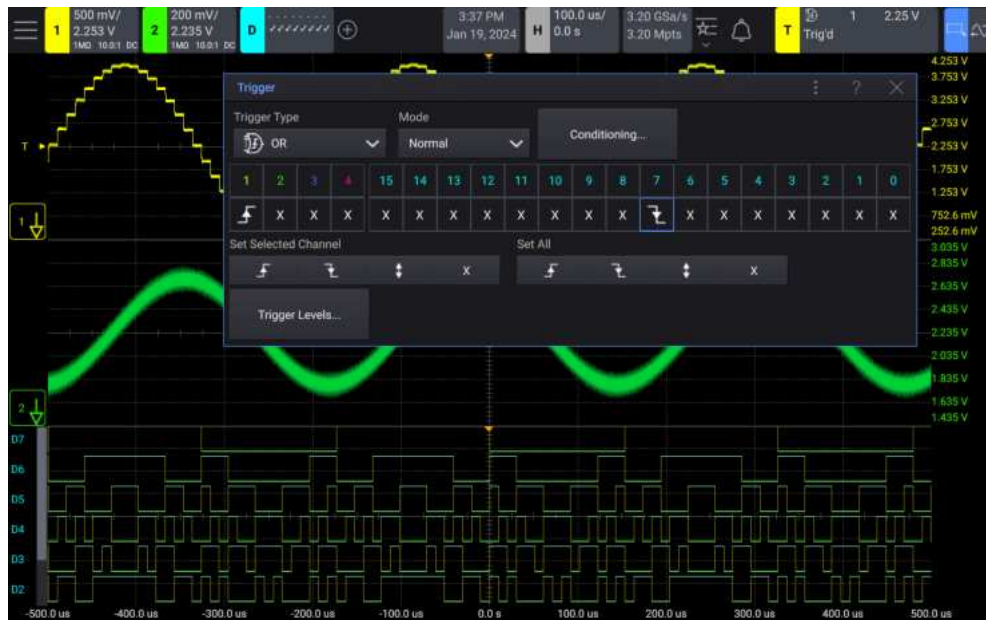 1 500 mV/ 2.253 V 1MΩ 10.0:1 DC
2 200 mV/ 2.235 V 1MΩ 10.0:1 DC
D
3:37 PM
Jan 19, 2024
H 100.0 us/ 0.0 s
3.20 GSa/s
3.20 Mpts
T Trig'd 1 2.25 V
4.253 V
3.753 V
3.253 V
2.753 V
2.253 V
1.753 V
1.253 V
752.6 mV
252.6 mV
T
1
Trigger ?
Trigger Type Mode
OR Normal Conditioning...
1 2 3 4 15 14 13 12 11 10 9 8 7 6 5 4 3 2 1 0
X X X X X X X X X X X X X X X X X X
Set Selected Channel Set All
X X
Trigger Levels...
3.035 V
2.835 V
2.635 V
2.435 V
2.235 V
2.035 V
1.835 V
1.635 V
1.435 V
2
D7
D6
D5
D4
D3
D2
-500.0 us -400.0 us -300.0 us -200.0 us -100.0 us 0.0 s 100.0 us 200.0 us 300.0 us 400.0 us 500.0 us